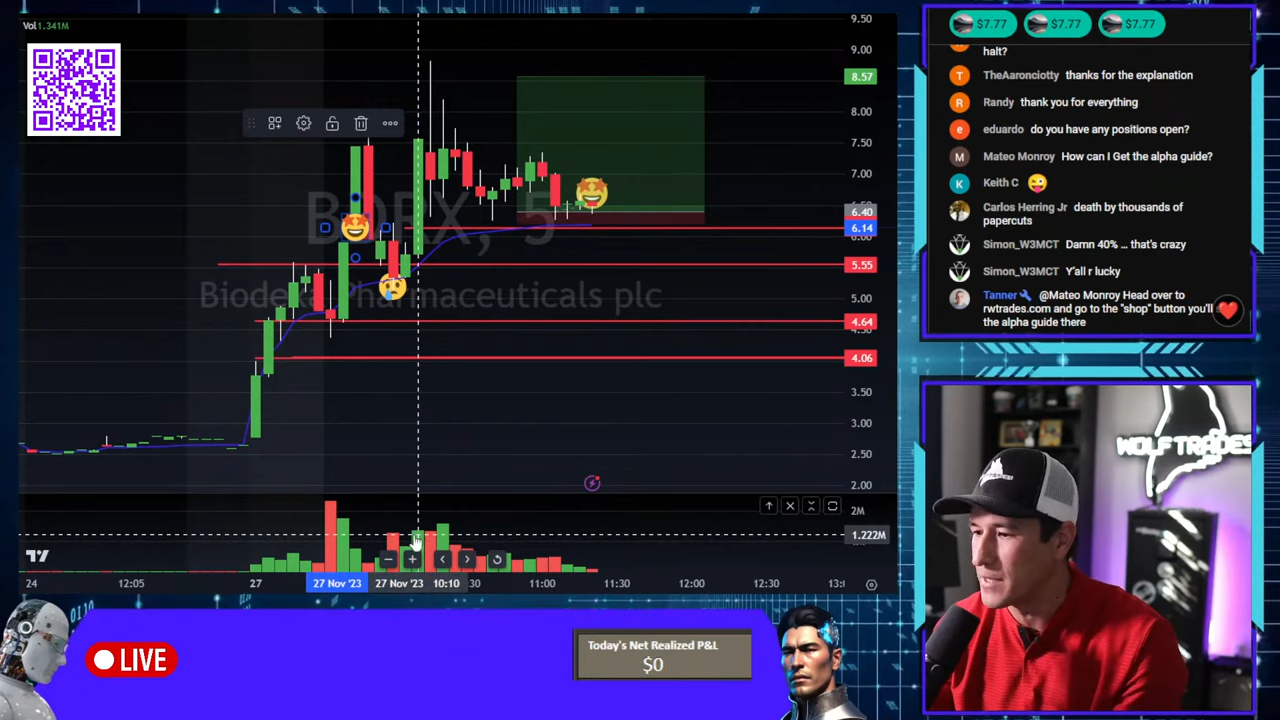 Vol1.341M
BDRX, 5
Biodexa Pharmaceuticals plc
9.50
9.00
8.57
8.00
7.50
7.00
6.40
6.14
5.55
5.00
4.64
4.06
3.50
3.00
2.50
2.00
2M
1.222M
24
12:05
27
27 Nov '23
27 Nov '23 10:10
:30
11:00
11:30
12:00
12:30
LIVE
Today's Net Realized P&L
$0
$7.77
$7.77
$7.77
halt?
T TheAaronciotty thanks for the explanation
R Randy thank you for everything
e eduardo do you have any positions open?
M Mateo Monroy How can I Get the alpha guide?
K Keith C 😜
Carlos Herring Jr death by thousands of
papercuts
Simon_W3MCT Damn 40% … that's crazy
Simon_W3MCT Y'all r lucky
Tanner @Mateo Monroy Head over to
rwtrades.com and go to the "shop" button you'll s
the alpha guide there
WOLFTRADES